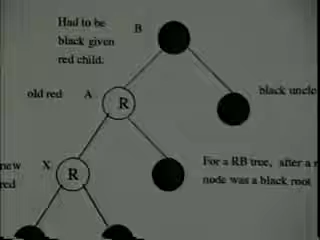 Had to be
black given
red child.
B
old red
A
R
black uncle
new
red
X
R
For a RB tree, after a
node was a black root